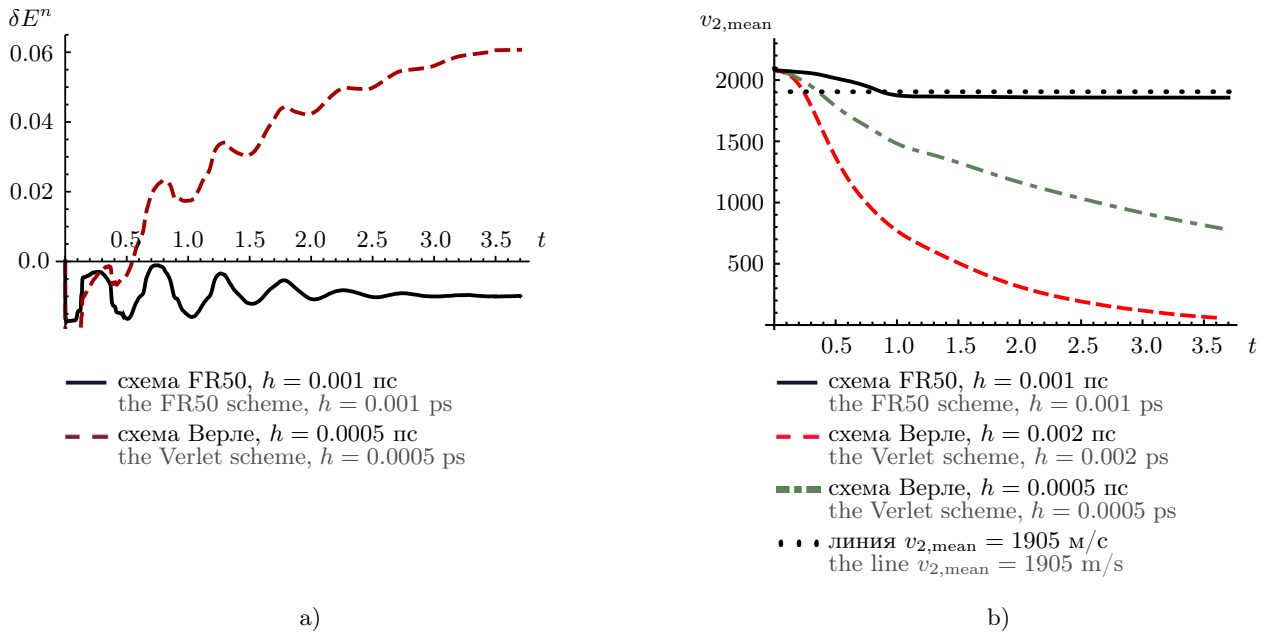 δEⁿ
0.06
0.04
0.02
0.0
0.5 1.0 1.5 2.0 2.5 3.0 3.5 t
схема FR50, h = 0.001 пс
the FR50 scheme, h = 0.001 ps
схема Верле, h = 0.0005 пс
the Verlet scheme, h = 0.0005 ps
a)
v₂,mean
2000
1500
1000
500
0.5 1.0 1.5 2.0 2.5 3.0 3.5 t
схема FR50, h = 0.001 пс
the FR50 scheme, h = 0.001 ps
схема Верле, h = 0.002 пс
the Verlet scheme, h = 0.002 ps
схема Верле, h = 0.0005 пс
the Verlet scheme, h = 0.0005 ps
линия v₂,mean = 1905 м/с
the line v₂,mean = 1905 m/s
b)